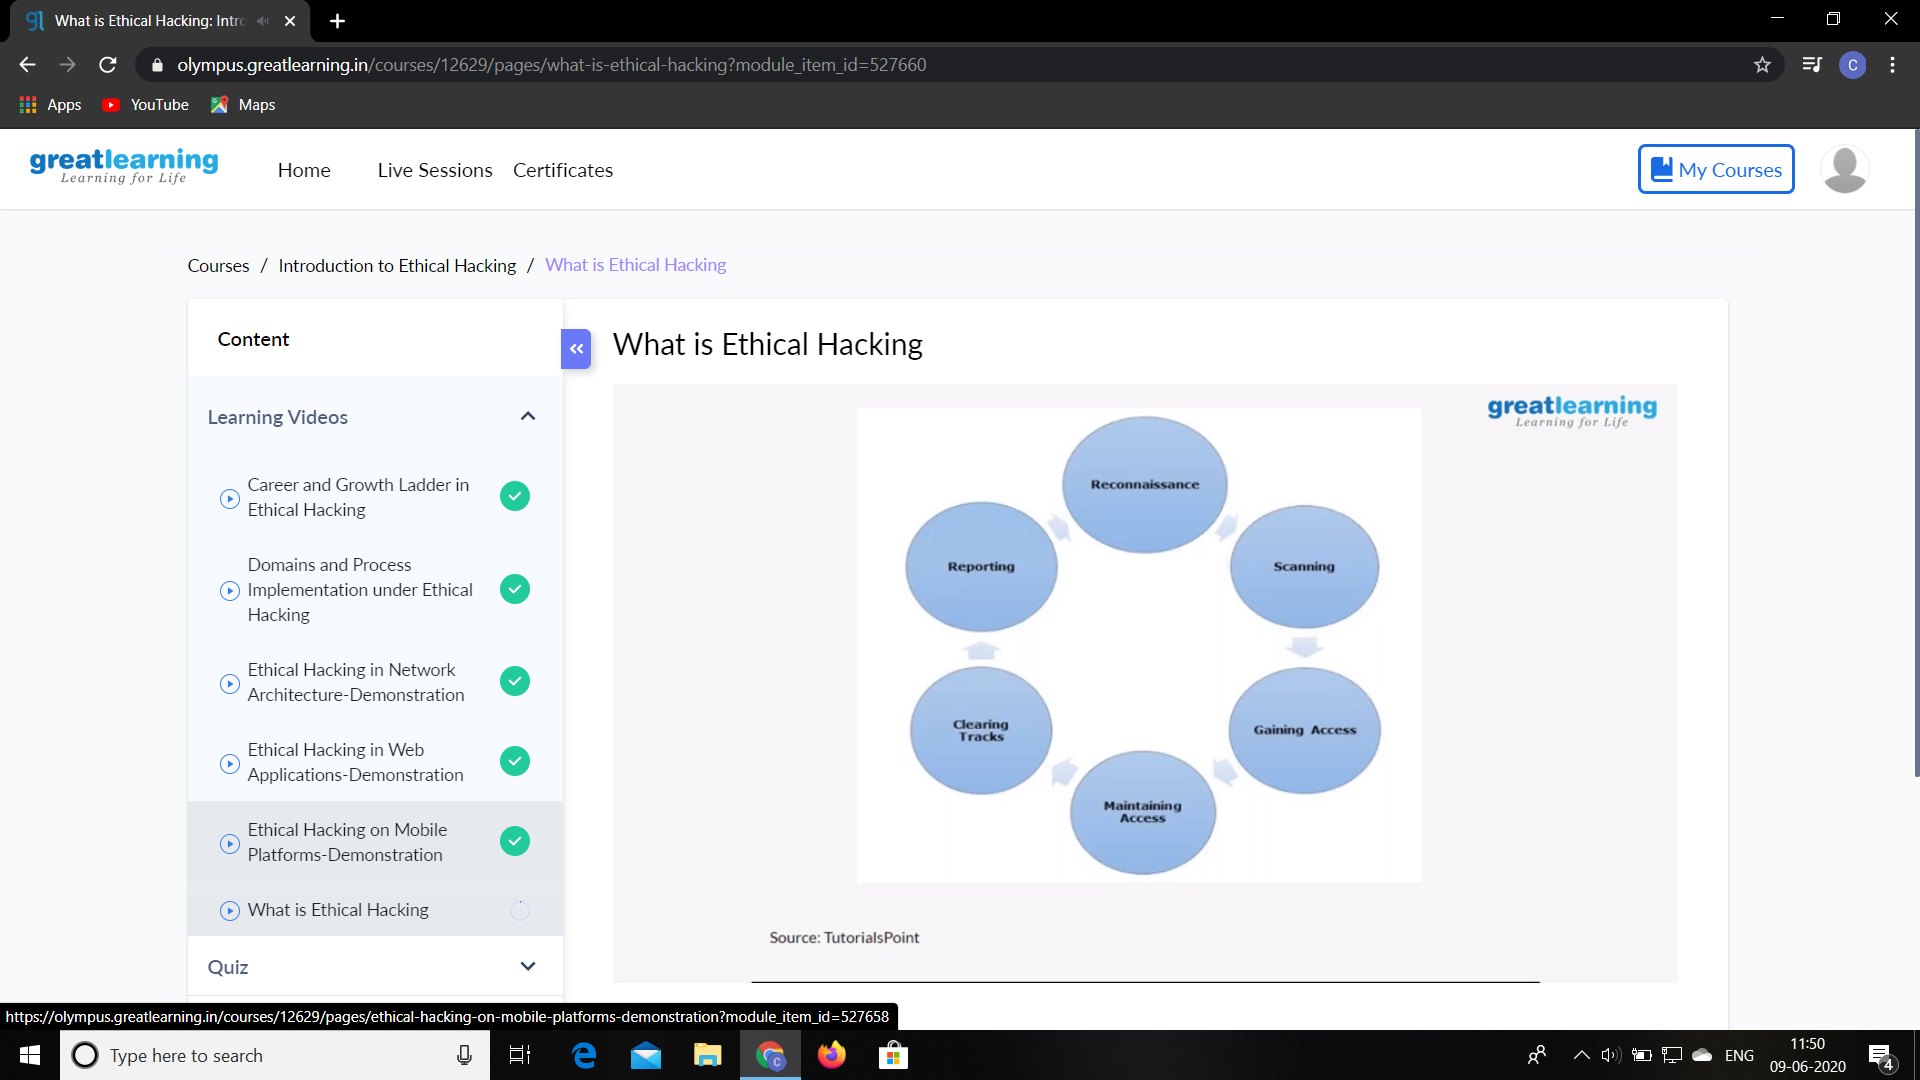 What is Ethical Hacking: Intro
olympus.greatlearning.in/courses/12629/pages/what-is-ethical-hacking?module_item_id=527660
C
Apps
YouTube
Maps
greatlearning
Learning for Life
Home
Live Sessions
Certificates
My Courses
Courses / Introduction to Ethical Hacking / What is Ethical Hacking
Content
Learning Videos
Career and Growth Ladder in
Ethical Hacking
Domains and Process
Implementation under Ethical
Hacking
Ethical Hacking in Network
Architecture-Demonstration
Ethical Hacking in Web
Applications-Demonstration
Ethical Hacking on Mobile
Platforms-Demonstration
What is Ethical Hacking
Quiz
What is Ethical Hacking
greatlearning
Learning for Life
Reconnaissance
Scanning
Gaining Access
Maintaining
Access
Clearing
Tracks
Reporting
Source: TutorialsPoint
https://olympus.greatlearning.in/courses/12629/pages/ethical-hacking-on-mobile-platforms-demonstration?module_item_id=527658
Type here to search
C
ENG
11:50
09-06-2020
4